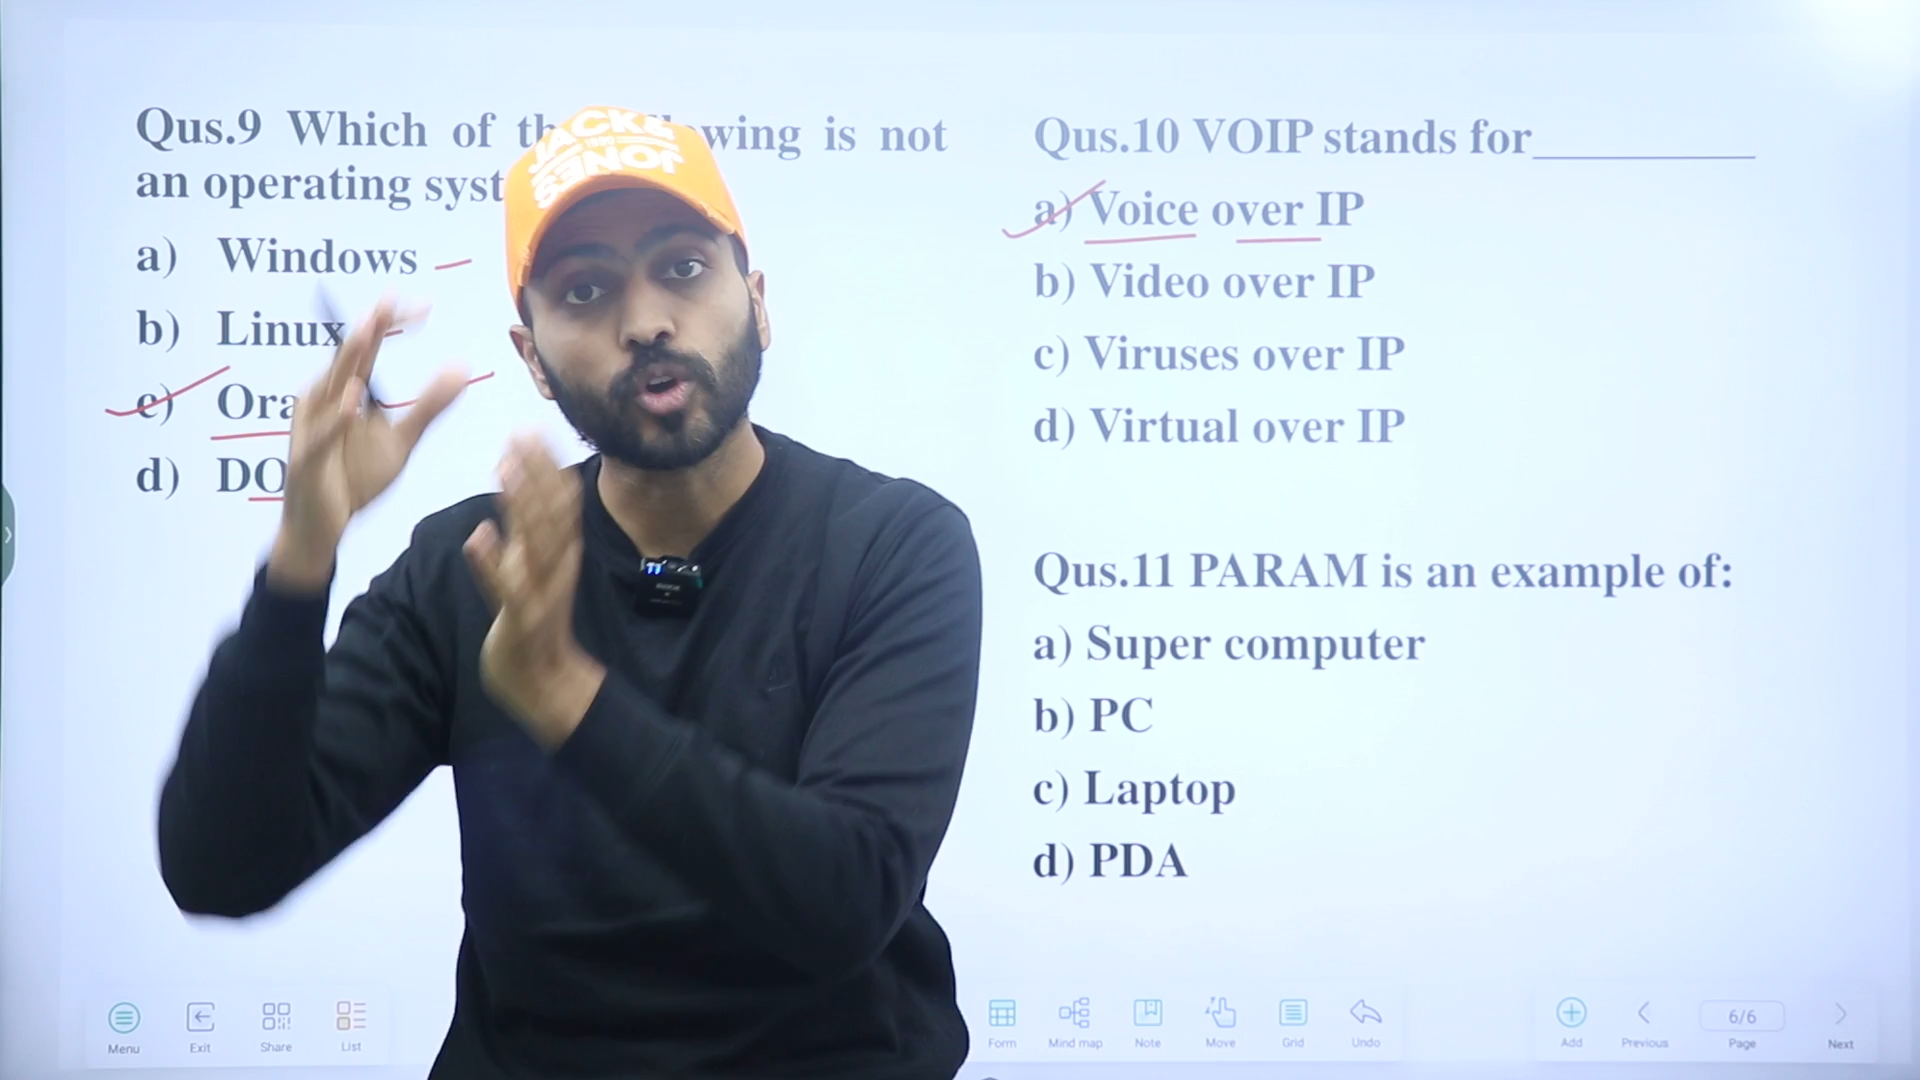 Qus.9 Which of th wing is not
an operating syst
a) Windows
b) Linux
c) Ora
d) DO
Qus.10 VOIP stands for_________
a) Voice over IP
b) Video over IP
c) Viruses over IP
d) Virtual over IP
Qus.11 PARAM is an example of:
a) Super computer
b) PC
c) Laptop
d) PDA
JACK&
JONES
Menu Exit Share List Form Mind map Note Move Grid Undo Add Previous 6/6 Page Next